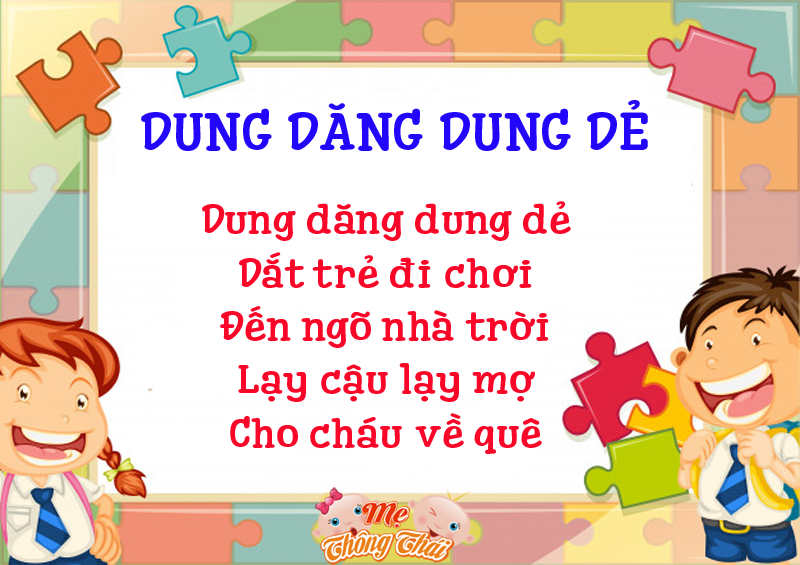 DUNG DĂNG DUNG DẺ
Dung dăng dung dẻ
Dắt trẻ đi chơi
Đến ngõ nhà trời
Lạy cậu lạy mợ
Cho cháu về quê
Mẹ
Thông Thái